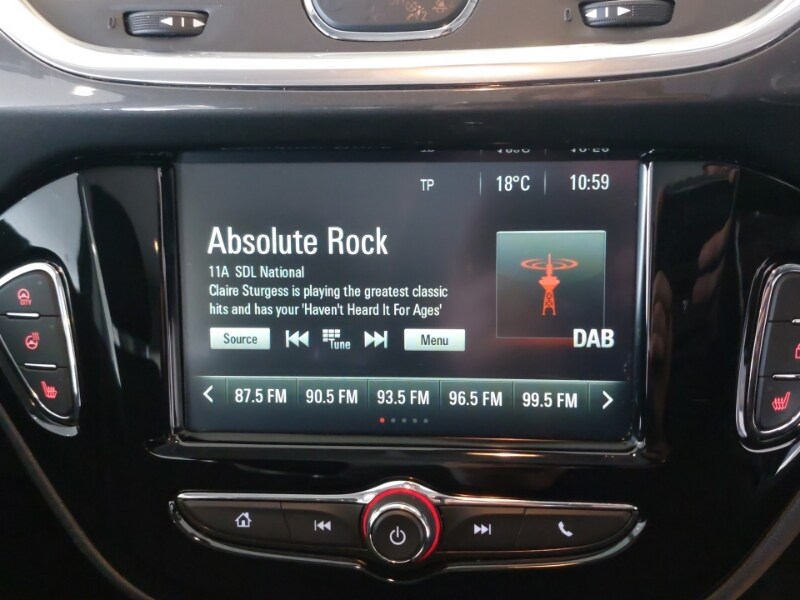 TP 18°C 10:59
Absolute Rock
11A SDL National
Claire Sturgess is playing the greatest classic
hits and has your 'Haven't Heard It For Ages'
Source Tune Menu
DAB
87.5 FM 90.5 FM 93.5 FM 96.5 FM 99.5 FM
CITY